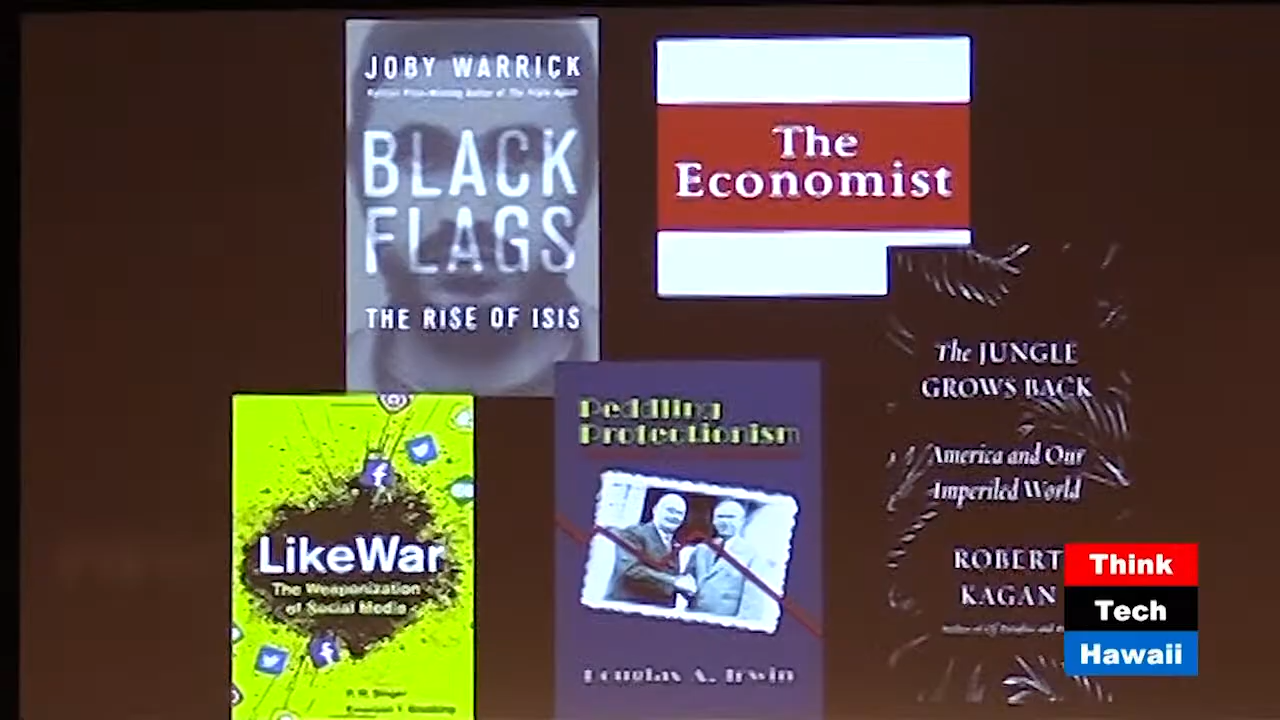 JOBY WARRICK
BLACK
FLAGS
THE RISE OF ISIS
The
Economist
The JUNGLE
GROWS BACK
America and Our
Imperiled World
ROBERT
KAGAN
Peddling
Protectionism
Douglas A. Irwin
LikeWar
The Weaponization
of Social Media
P. W. Singer
Think
Tech
Hawaii